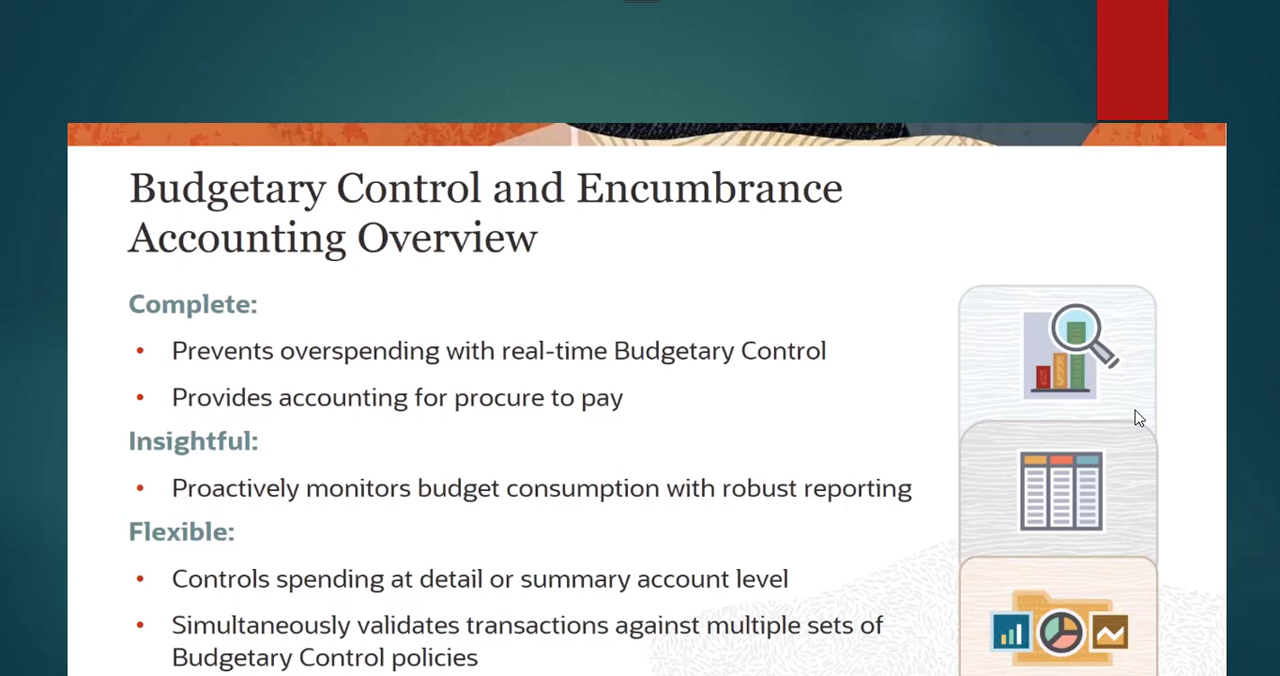 Budgetary Control and Encumbrance
Accounting Overview
Complete:
• Prevents overspending with real-time Budgetary Control
• Provides accounting for procure to pay
Insightful:
• Proactively monitors budget consumption with robust reporting
Flexible:
• Controls spending at detail or summary account level
• Simultaneously validates transactions against multiple sets of
Budgetary Control policies